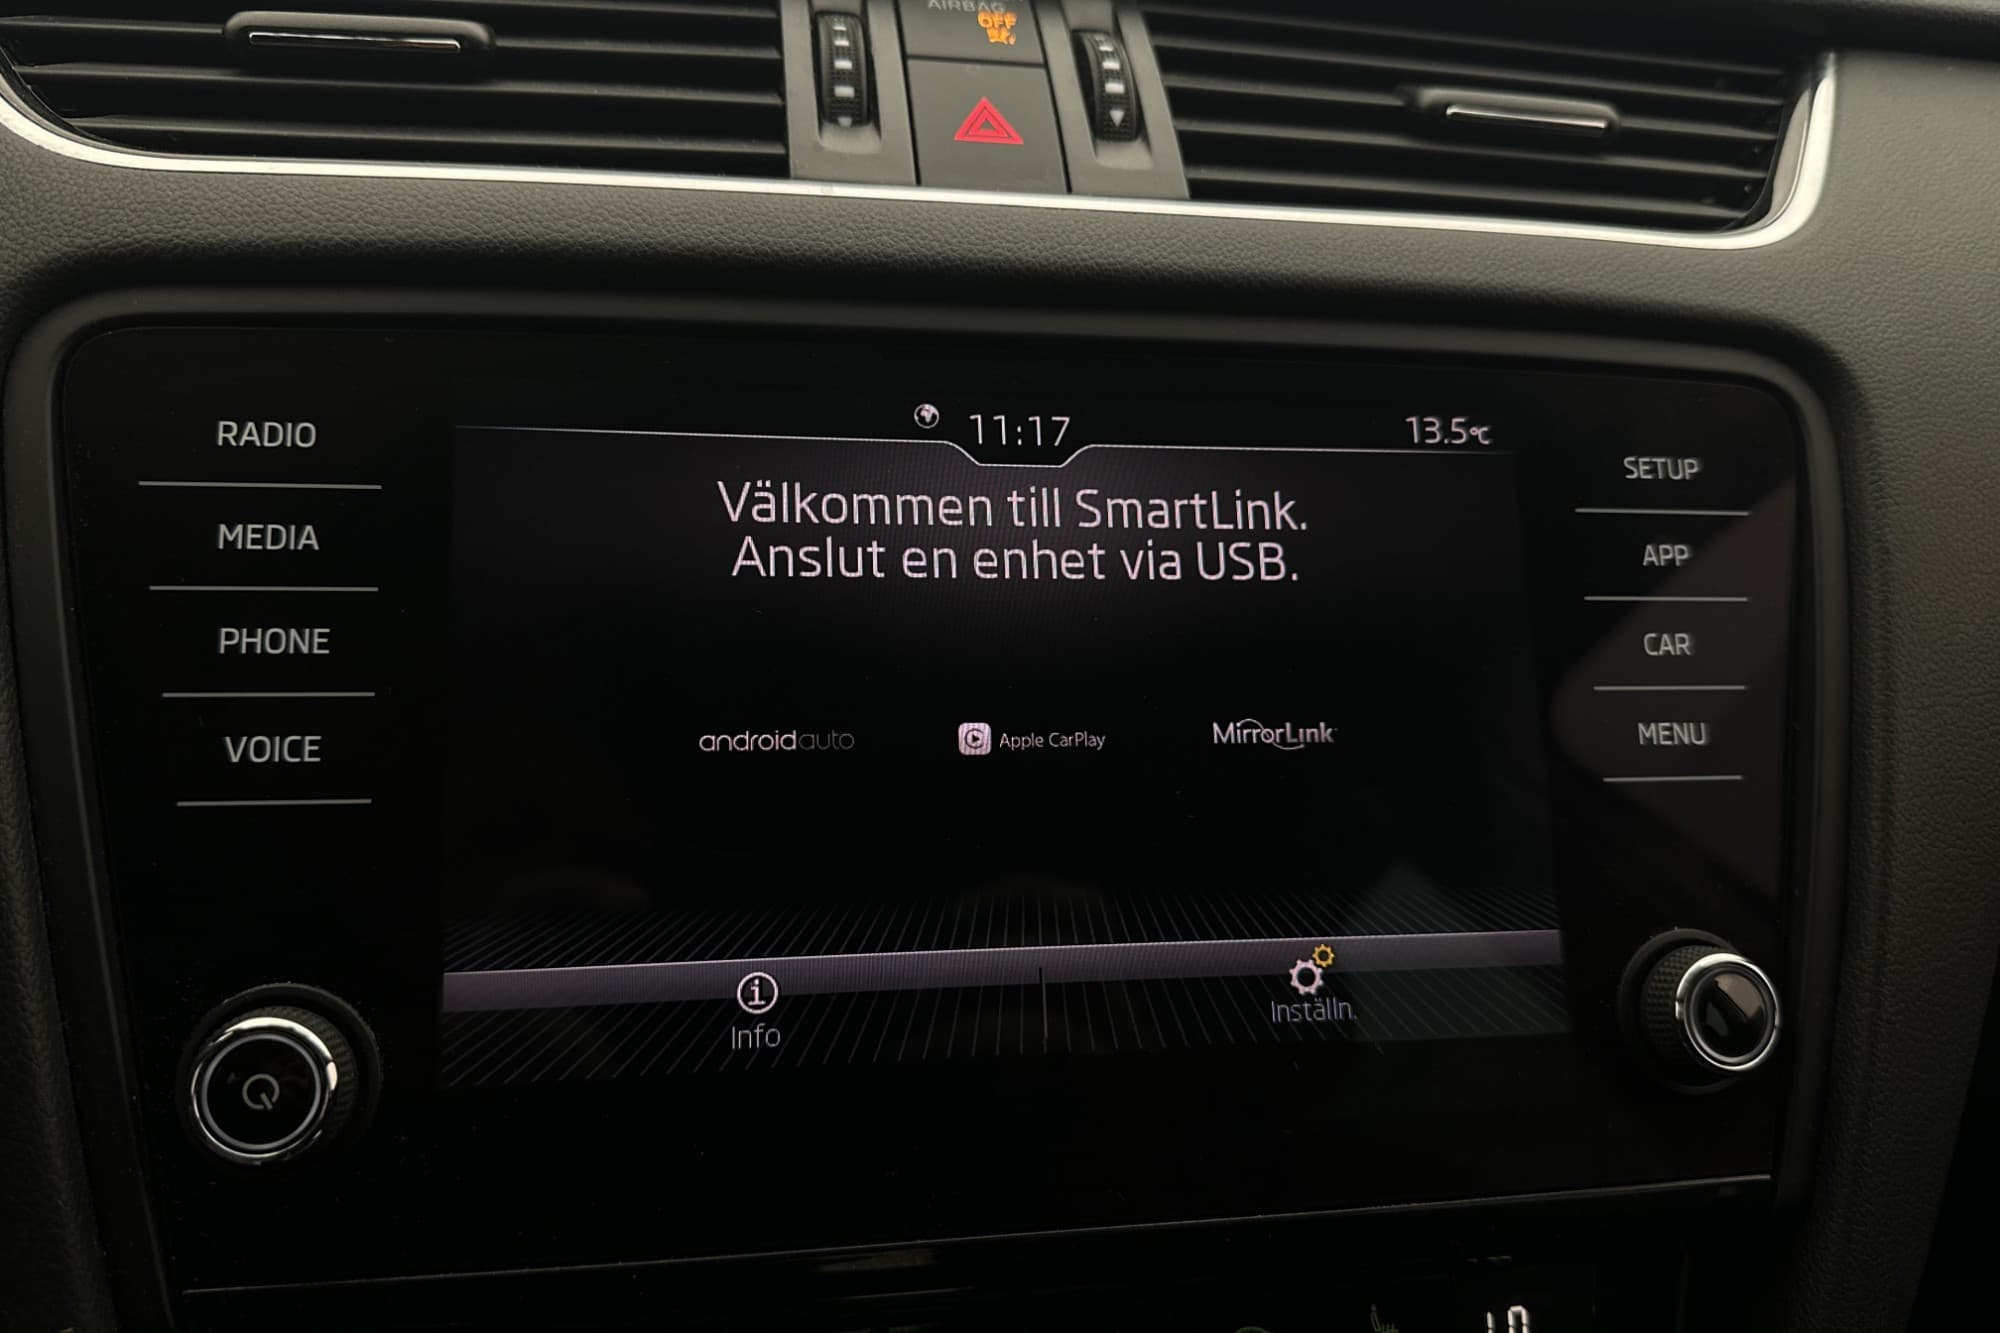 AIRBAG
OFF
RADIO
MEDIA
PHONE
VOICE
11:17
13.5°C
Välkommen till SmartLink.
Anslut en enhet via USB.
androidauto
Apple CarPlay
MirrorLink
Info
Inställn.
SETUP
APP
CAR
MENU